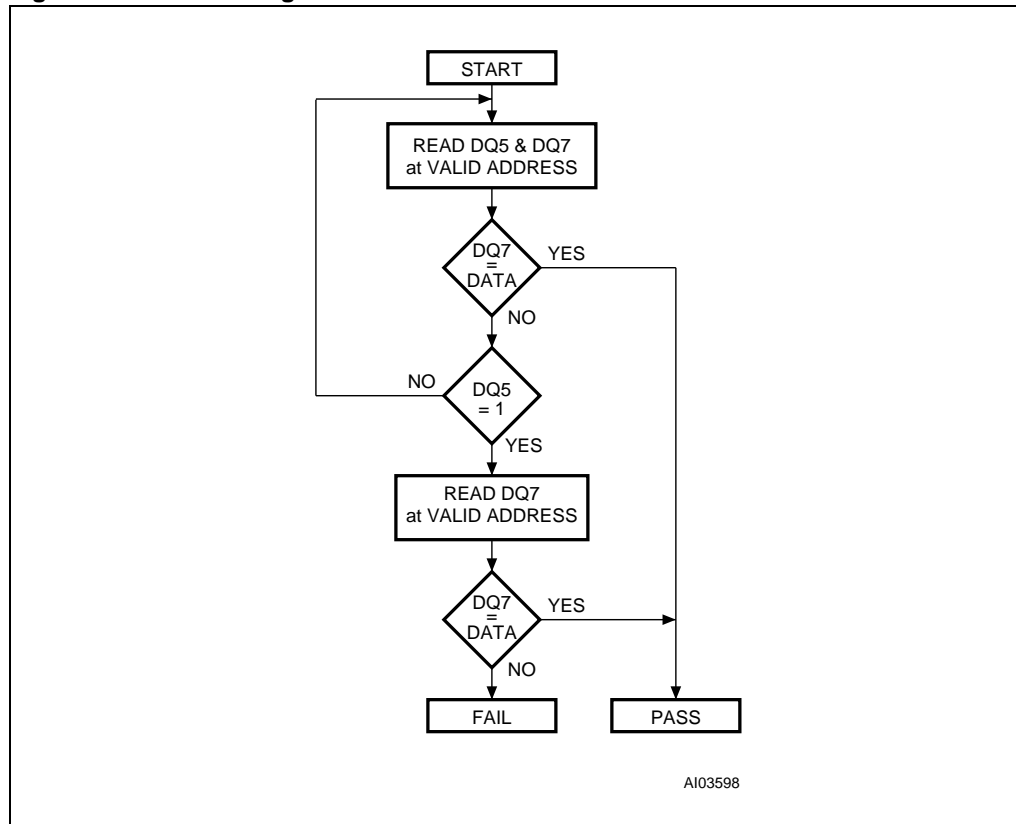 START
READ DQ5 & DQ7
at VALID ADDRESS
DQ7
=
DATA
YES
NO
NO
DQ5
= 1
YES
READ DQ7
at VALID ADDRESS
DQ7
=
DATA
YES
NO
FAIL
PASS
AI03598